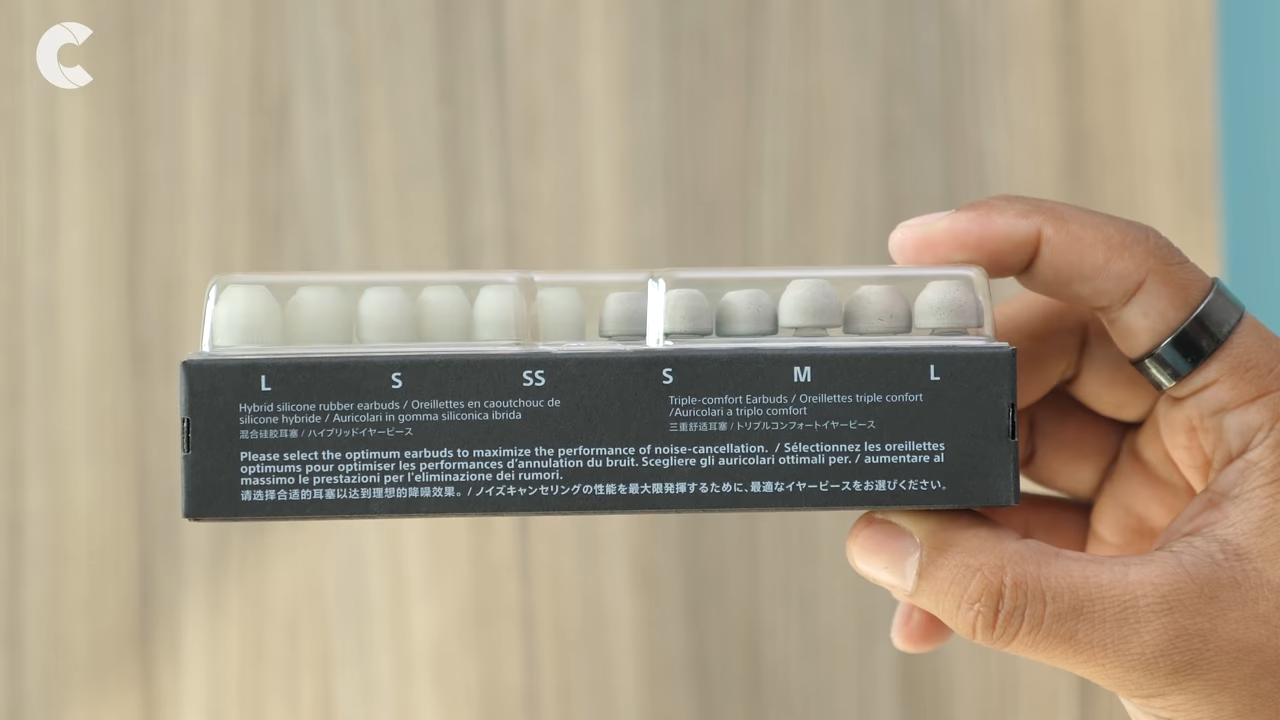 L S SS S M L
Hybrid silicone rubber earbuds / Oreillettes en caoutchouc de
silicone hybride / Auricolari in gomma siliconica ibrida
混合硅胶耳塞 / ハイブリッドイヤーピース
Triple-comfort Earbuds / Oreillettes triple confort
/Auricolari a triplo comfort
三重舒适耳塞 / トリプルコンフォートイヤーピース
Please select the optimum earbuds to maximize the performance of noise-cancellation. / Sélectionnez les oreillettes
optimums pour optimiser les performances d'annulation du bruit. Scegliere gli auricolari ottimali per. / aumentare al
massimo le prestazioni per l'eliminazione dei rumori.
请选择合适的耳塞以达到理想的降噪效果。 / ノイズキャンセリングの性能を最大限発揮するために、最適なイヤーピースをお選びください。